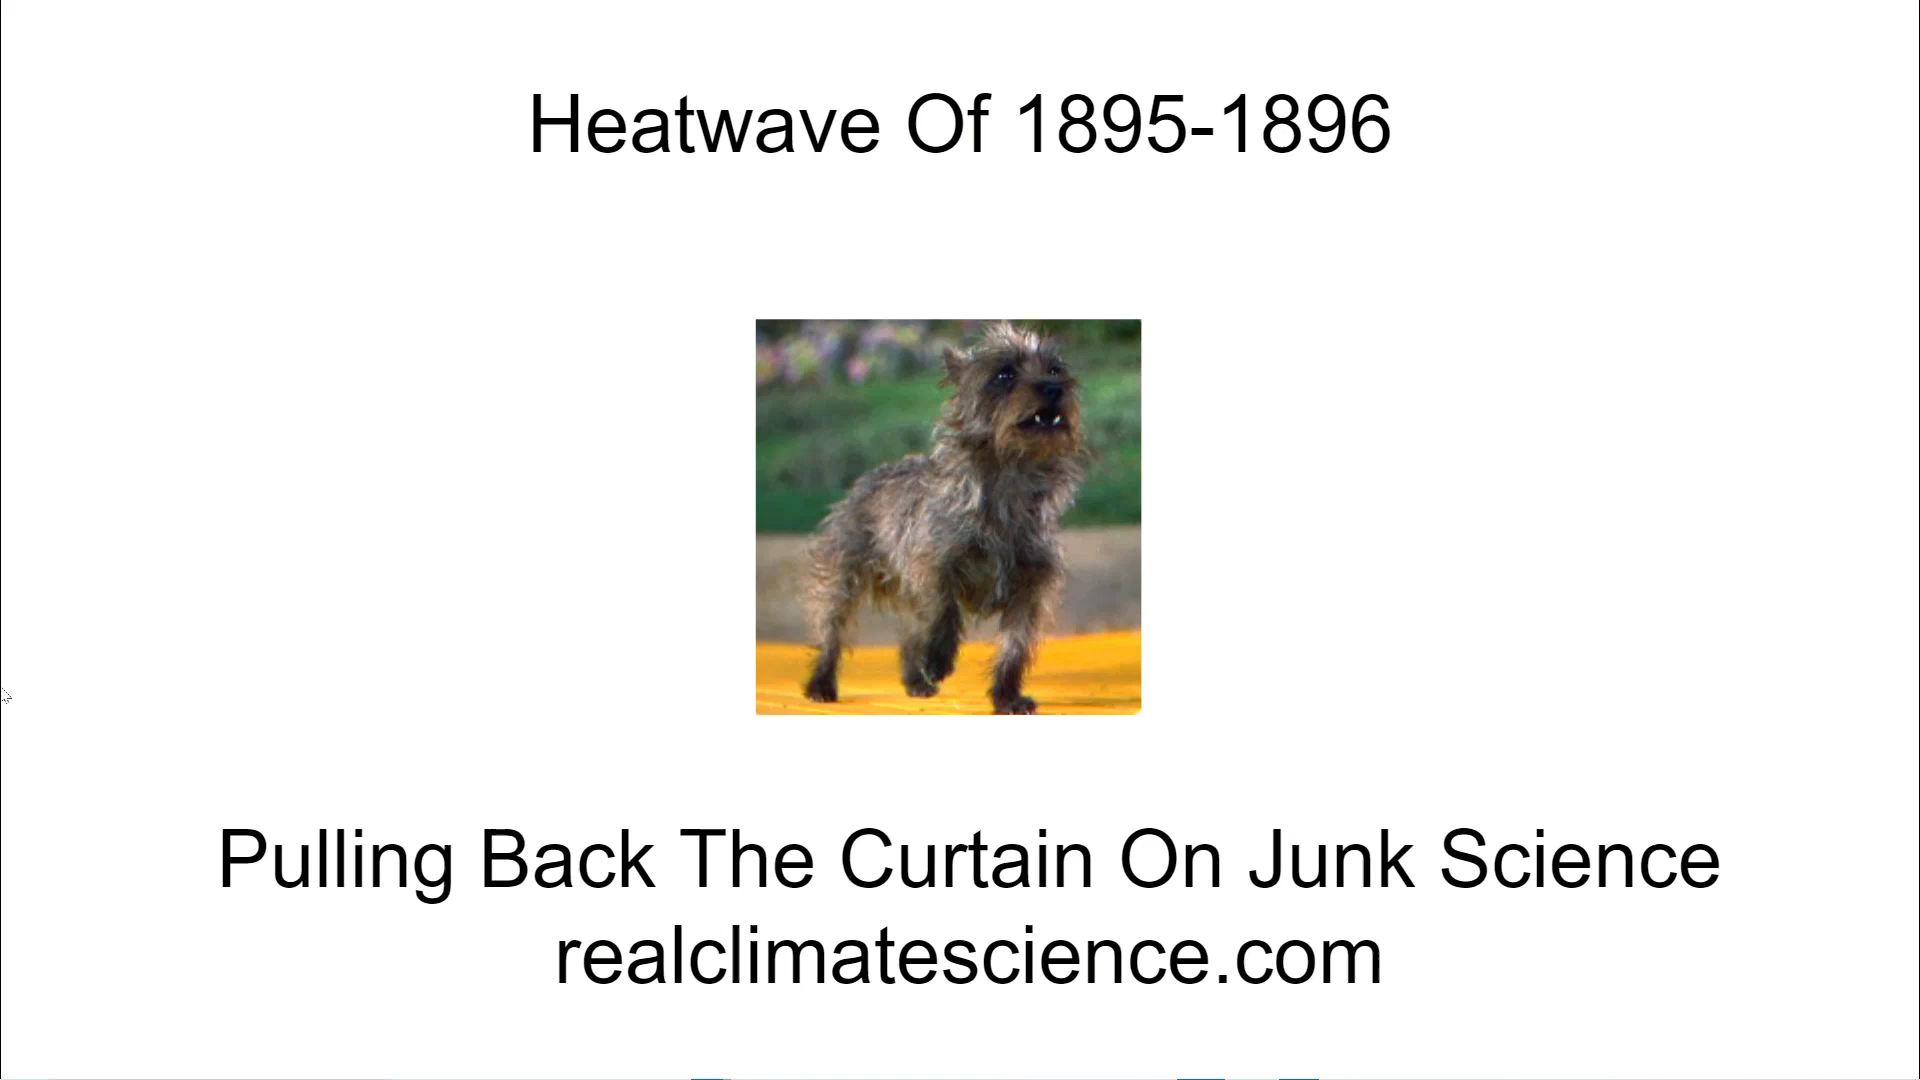 Heatwave Of 1895-1896
Pulling Back The Curtain On Junk Science
realclimatescience.com